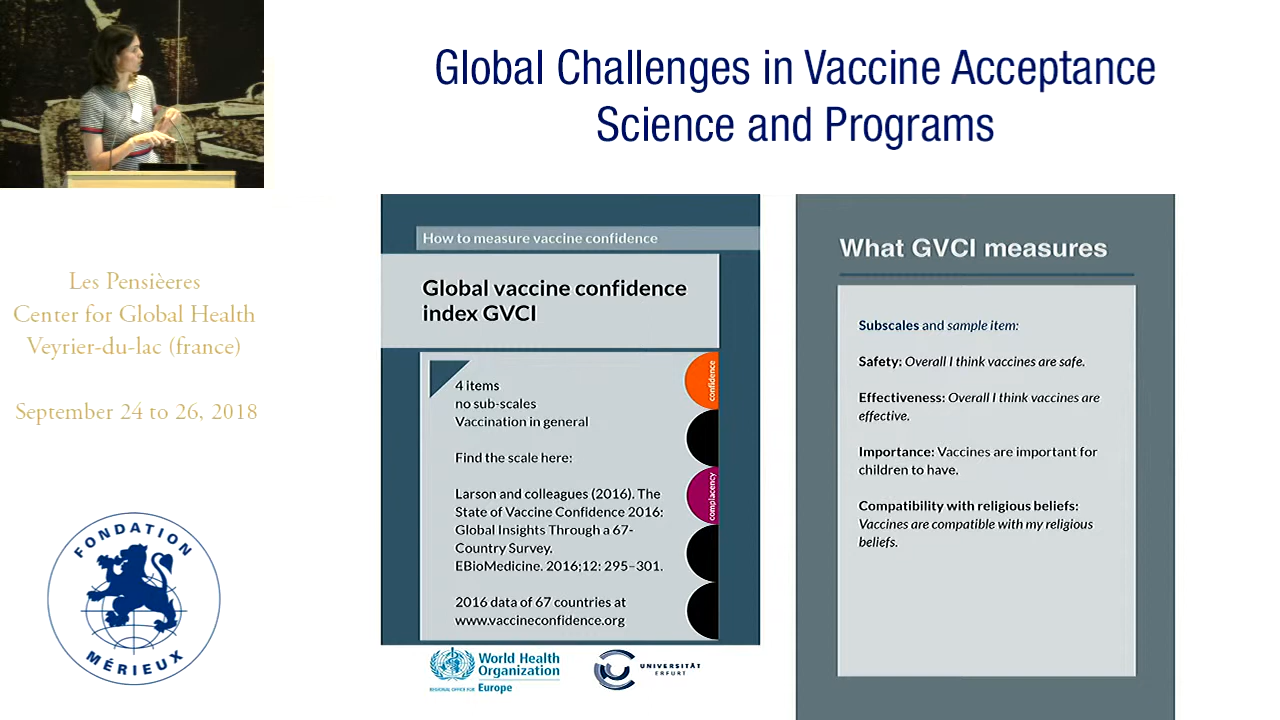 Global Challenges in Vaccine Acceptance
Science and Programs
Les Pensièeres
Center for Global Health
Veyrier-du-lac (france)
September 24 to 26, 2018
FONDATION
MÉRIEUX
How to measure vaccine confidence
Global vaccine confidence
index GVCI
4 items
no sub-scales
Vaccination in general
Find the scale here:
Larson and colleagues (2016). The
State of Vaccine Confidence 2016:
Global Insights Through a 67-
Country Survey.
EBioMedicine. 2016;12: 295–301.
2016 data of 67 countries at
www.vaccineconfidence.org
confidence
complacency
World Health
Organization
REGIONAL OFFICE FOR Europe
UNIVERSITÄT
ERFURT
What GVCI measures
Subscales and sample item:
Safety: Overall I think vaccines are safe.
Effectiveness: Overall I think vaccines are
effective.
Importance: Vaccines are important for
children to have.
Compatibility with religious beliefs:
Vaccines are compatible with my religious
beliefs.